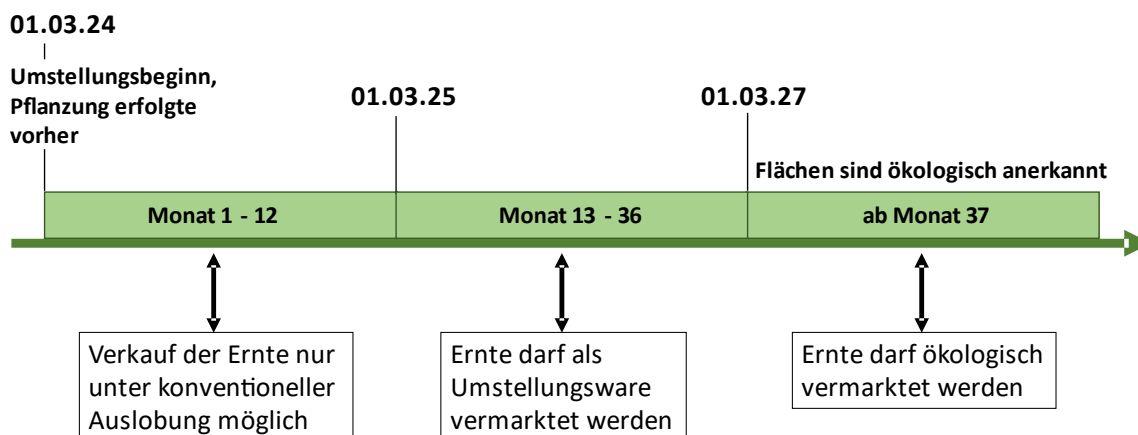 01.03.24
Umstellungsbeginn,
Pflanzung erfolgte
vorher
01.03.25
01.03.27
Flächen sind ökologisch anerkannt
Monat 1 - 12
Monat 13 - 36
ab Monat 37
Verkauf der Ernte nur
unter konventioneller
Auslobung möglich
Ernte darf als
Umstellungsware
vermarktet werden
Ernte darf ökologisch
vermarktet werden